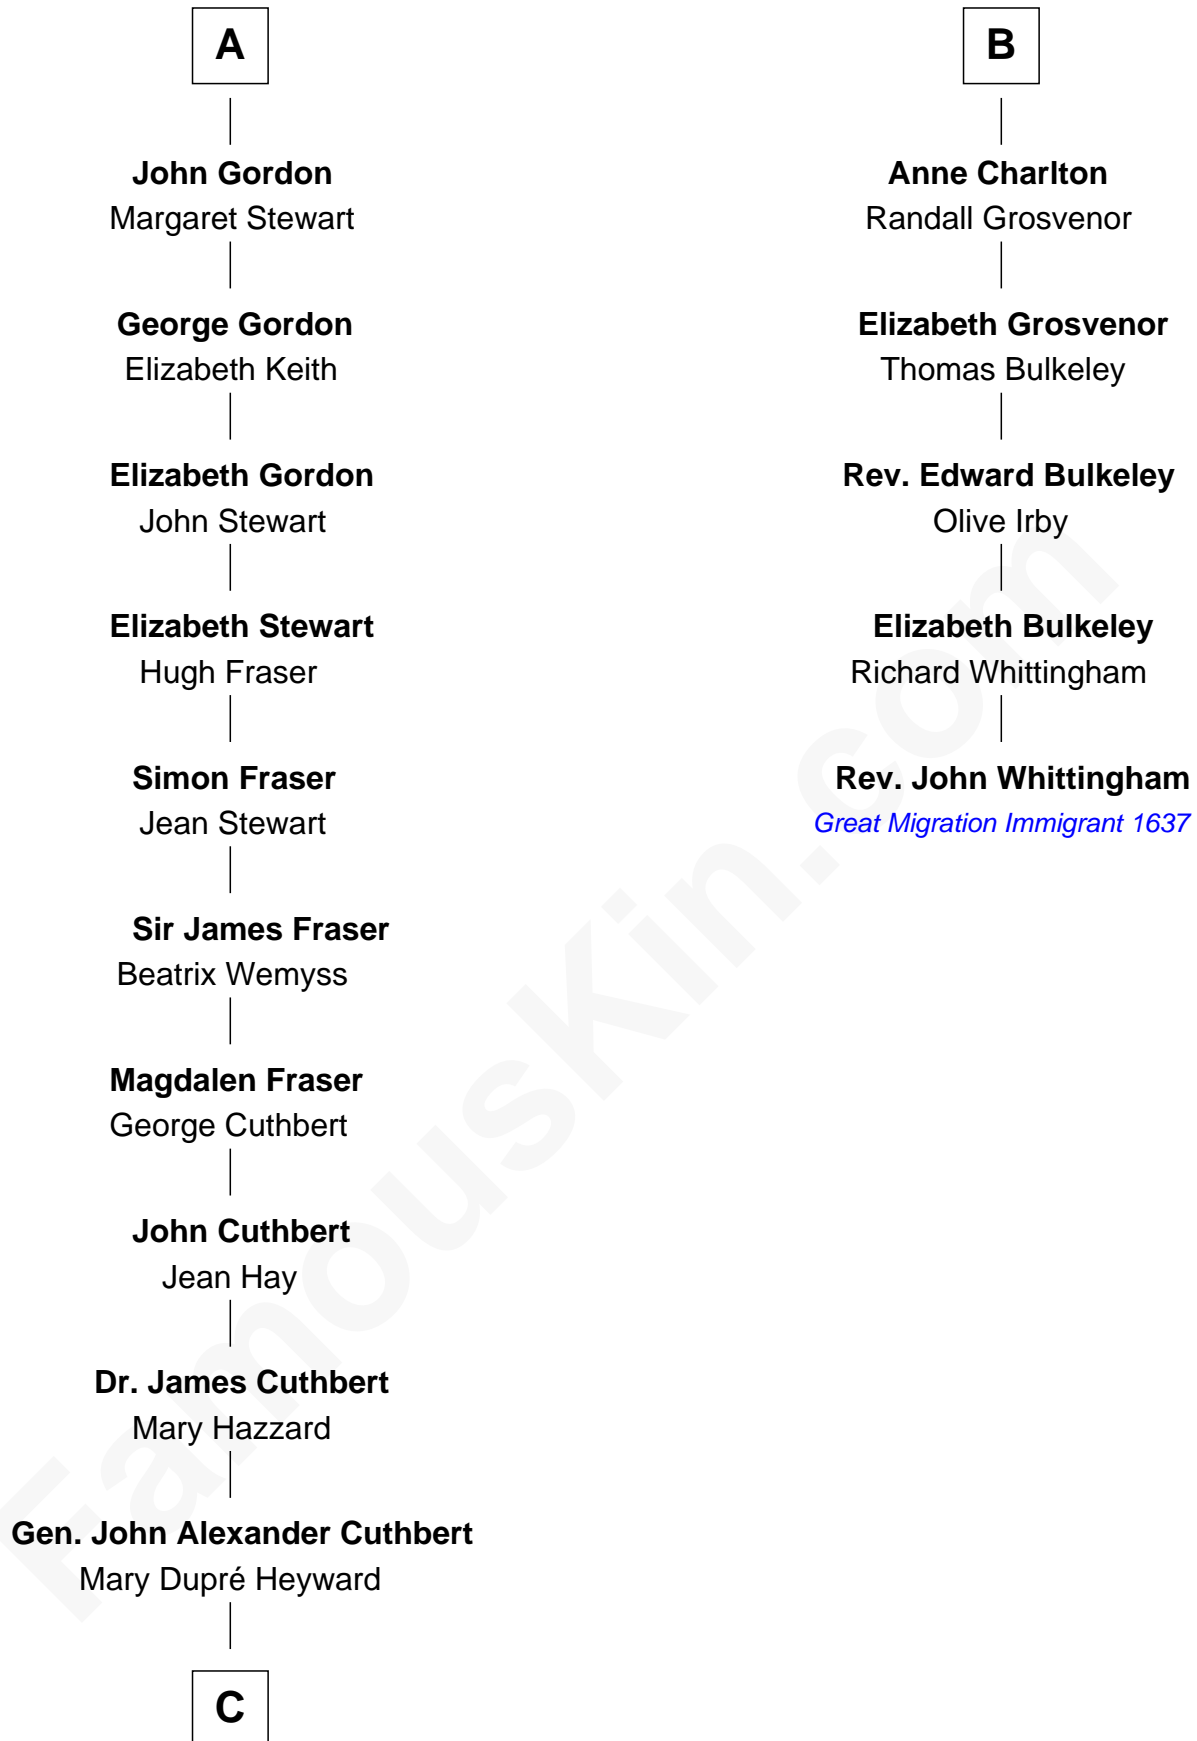 A
John Gordon
Margaret Stewart
George Gordon
Elizabeth Keith
Elizabeth Gordon
John Stewart
Elizabeth Stewart
Hugh Fraser
Simon Fraser
Jean Stewart
Sir James Fraser
Beatrix Wemyss
Magdalen Fraser
George Cuthbert
John Cuthbert
Jean Hay
Dr. James Cuthbert
Mary Hazzard
Gen. John Alexander Cuthbert
Mary Dupré Heyward
C
B
Anne Charlton
Randall Grosvenor
Elizabeth Grosvenor
Thomas Bulkeley
Rev. Edward Bulkeley
Olive Irby
Elizabeth Bulkeley
Richard Whittingham
Rev. John Whittingham
Great Migration Immigrant 1637
FamousKin.com